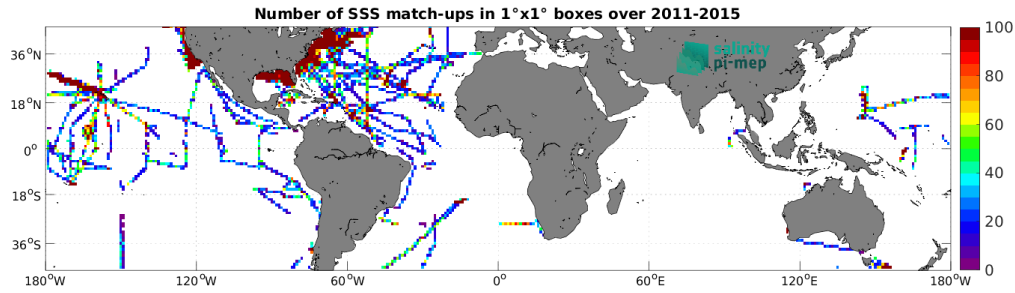 Number of SSS match-ups in 1°x1° boxes over 2011-2015
salinity
pi-mep
36°N
18°N
0°
18°S
36°S
180°W
120°W
60°W
0°
60°E
120°E
180°W
100
80
60
40
20
0